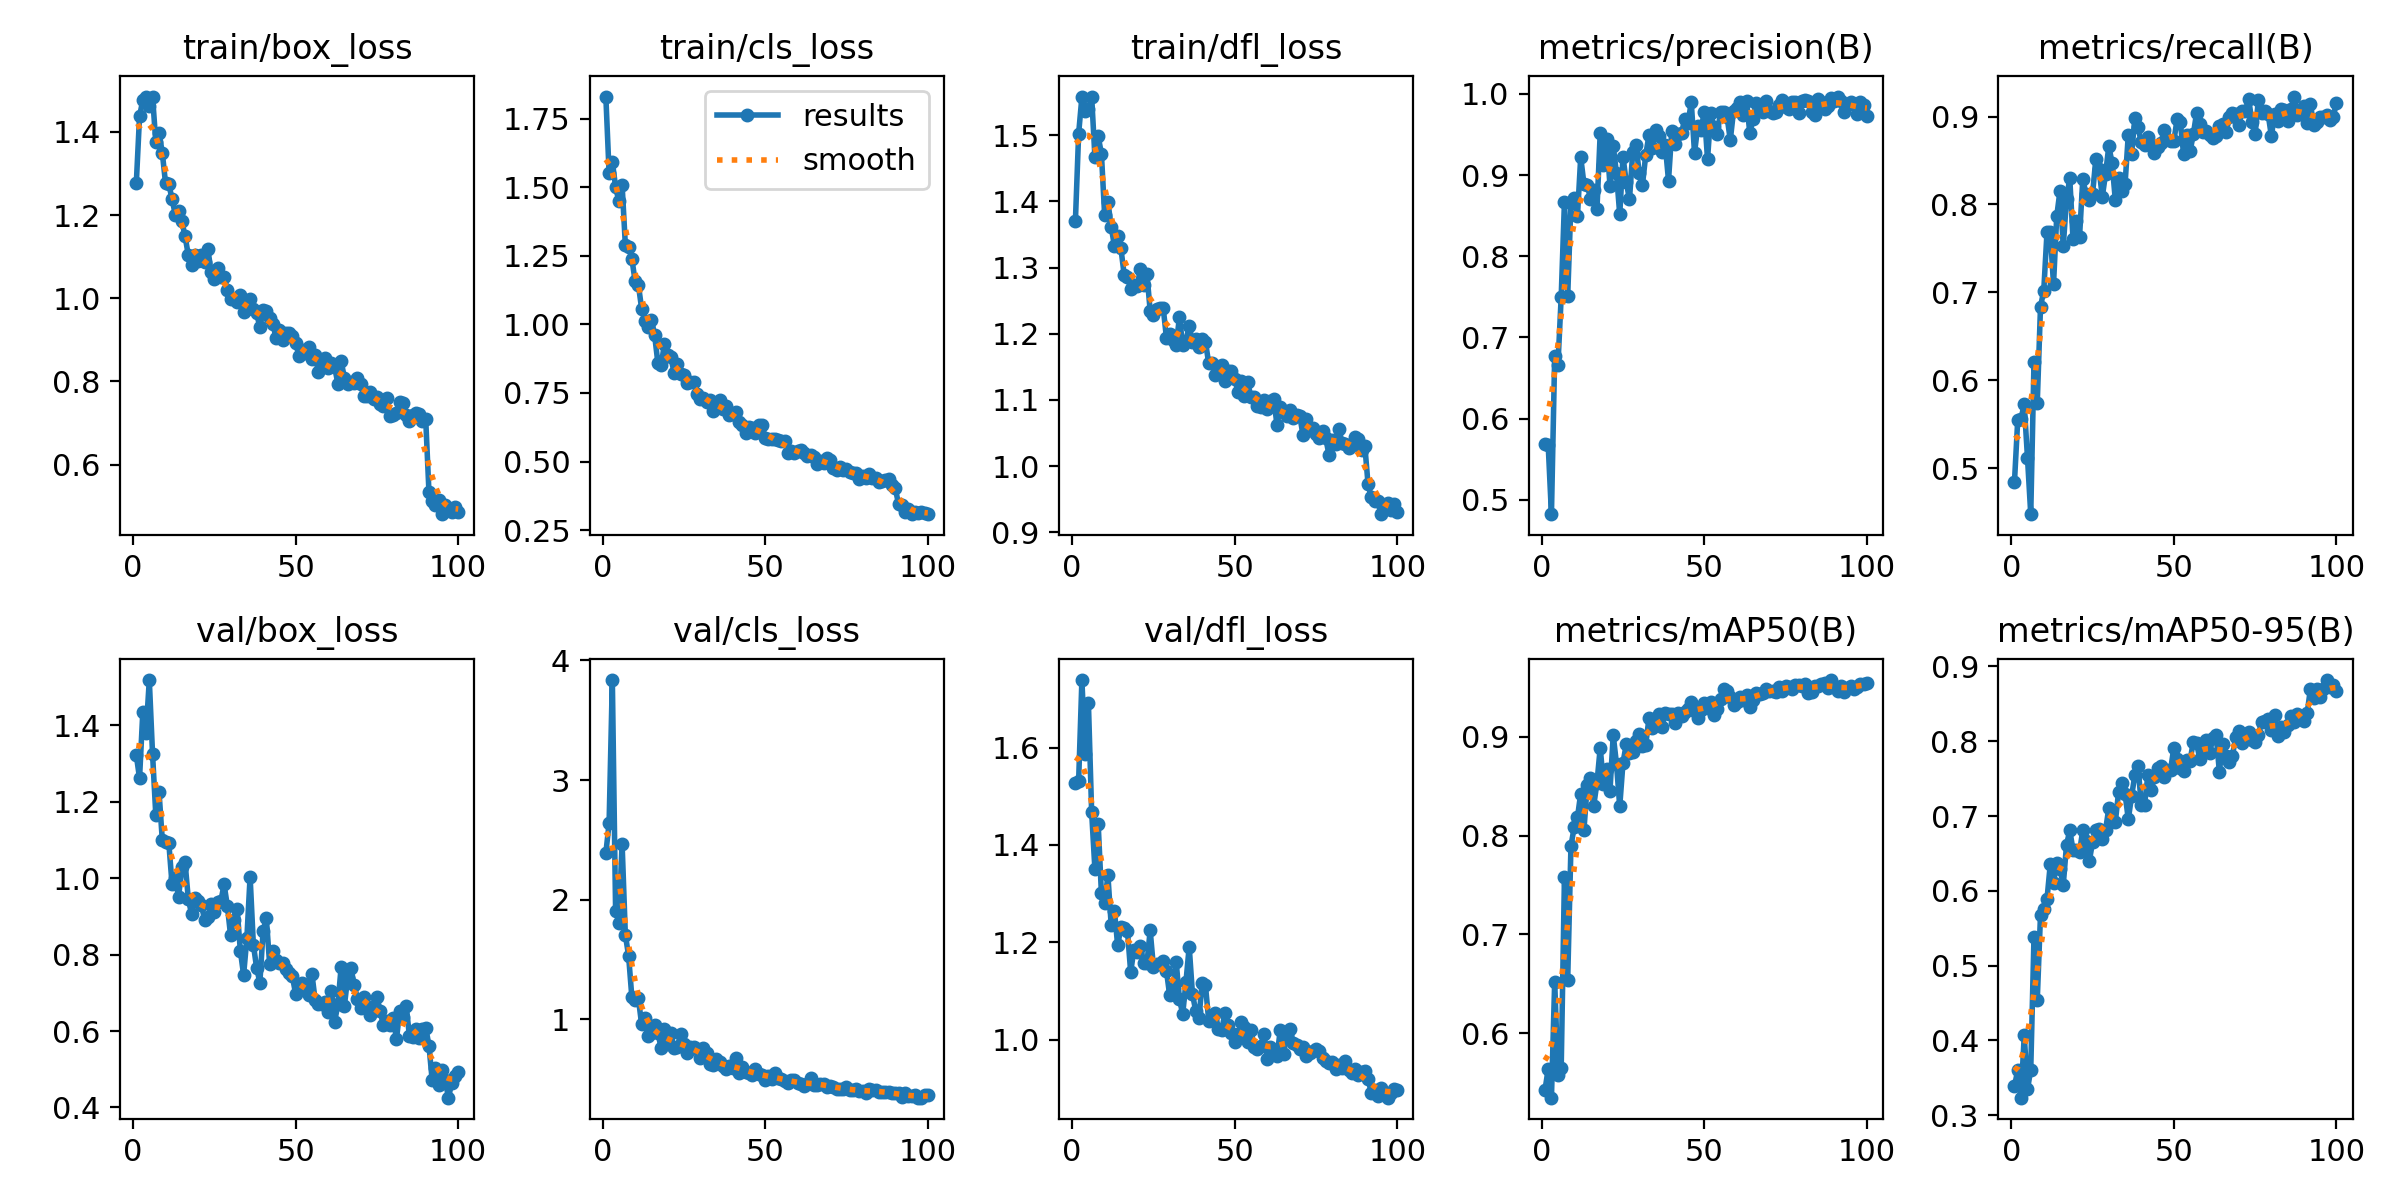 train/box_loss
1.4
1.2
1.0
0.8
0.6
0 50 100
train/cls_loss
results
smooth
1.75
1.50
1.25
1.00
0.75
0.50
0.25
0 50 100
train/dfl_loss
1.5
1.4
1.3
1.2
1.1
1.0
0.9
0 50 100
metrics/precision(B)
1.0
0.9
0.8
0.7
0.6
0.5
0 50 100
metrics/recall(B)
0.9
0.8
0.7
0.6
0.5
0 50 100
val/box_loss
1.4
1.2
1.0
0.8
0.6
0.4
0 50 100
val/cls_loss
4
3
2
1
0 50 100
val/dfl_loss
1.6
1.4
1.2
1.0
0 50 100
metrics/mAP50(B)
0.9
0.8
0.7
0.6
0 50 100
metrics/mAP50-95(B)
0.9
0.8
0.7
0.6
0.5
0.4
0.3
0 50 100